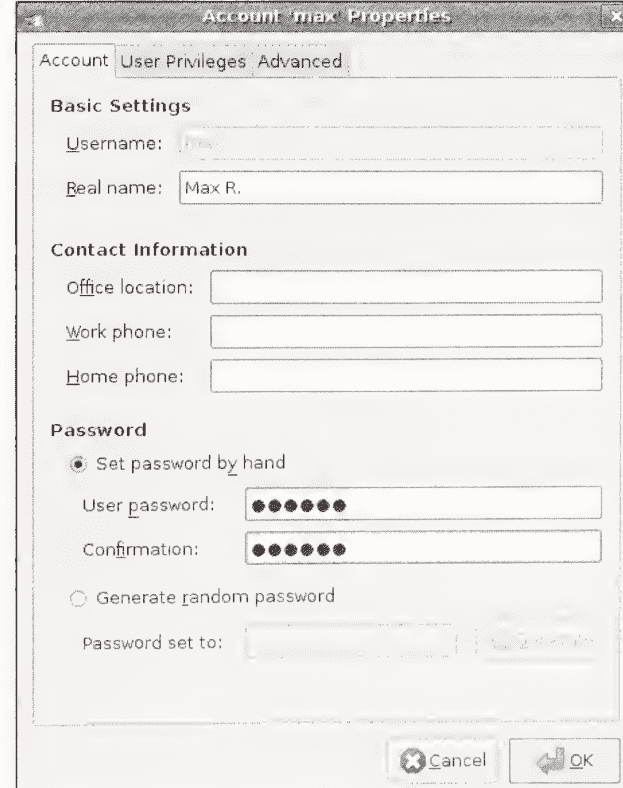 Account 'max' Properties
Account User Privileges Advanced
Basic Settings
Username:
Real name: Max R.
Contact Information
Office location:
Work phone:
Home phone:
Password
Set password by hand
User password: ●●●●●●
Confirmation: ●●●●●●
Generate random password
Password set to:
Cancel OK